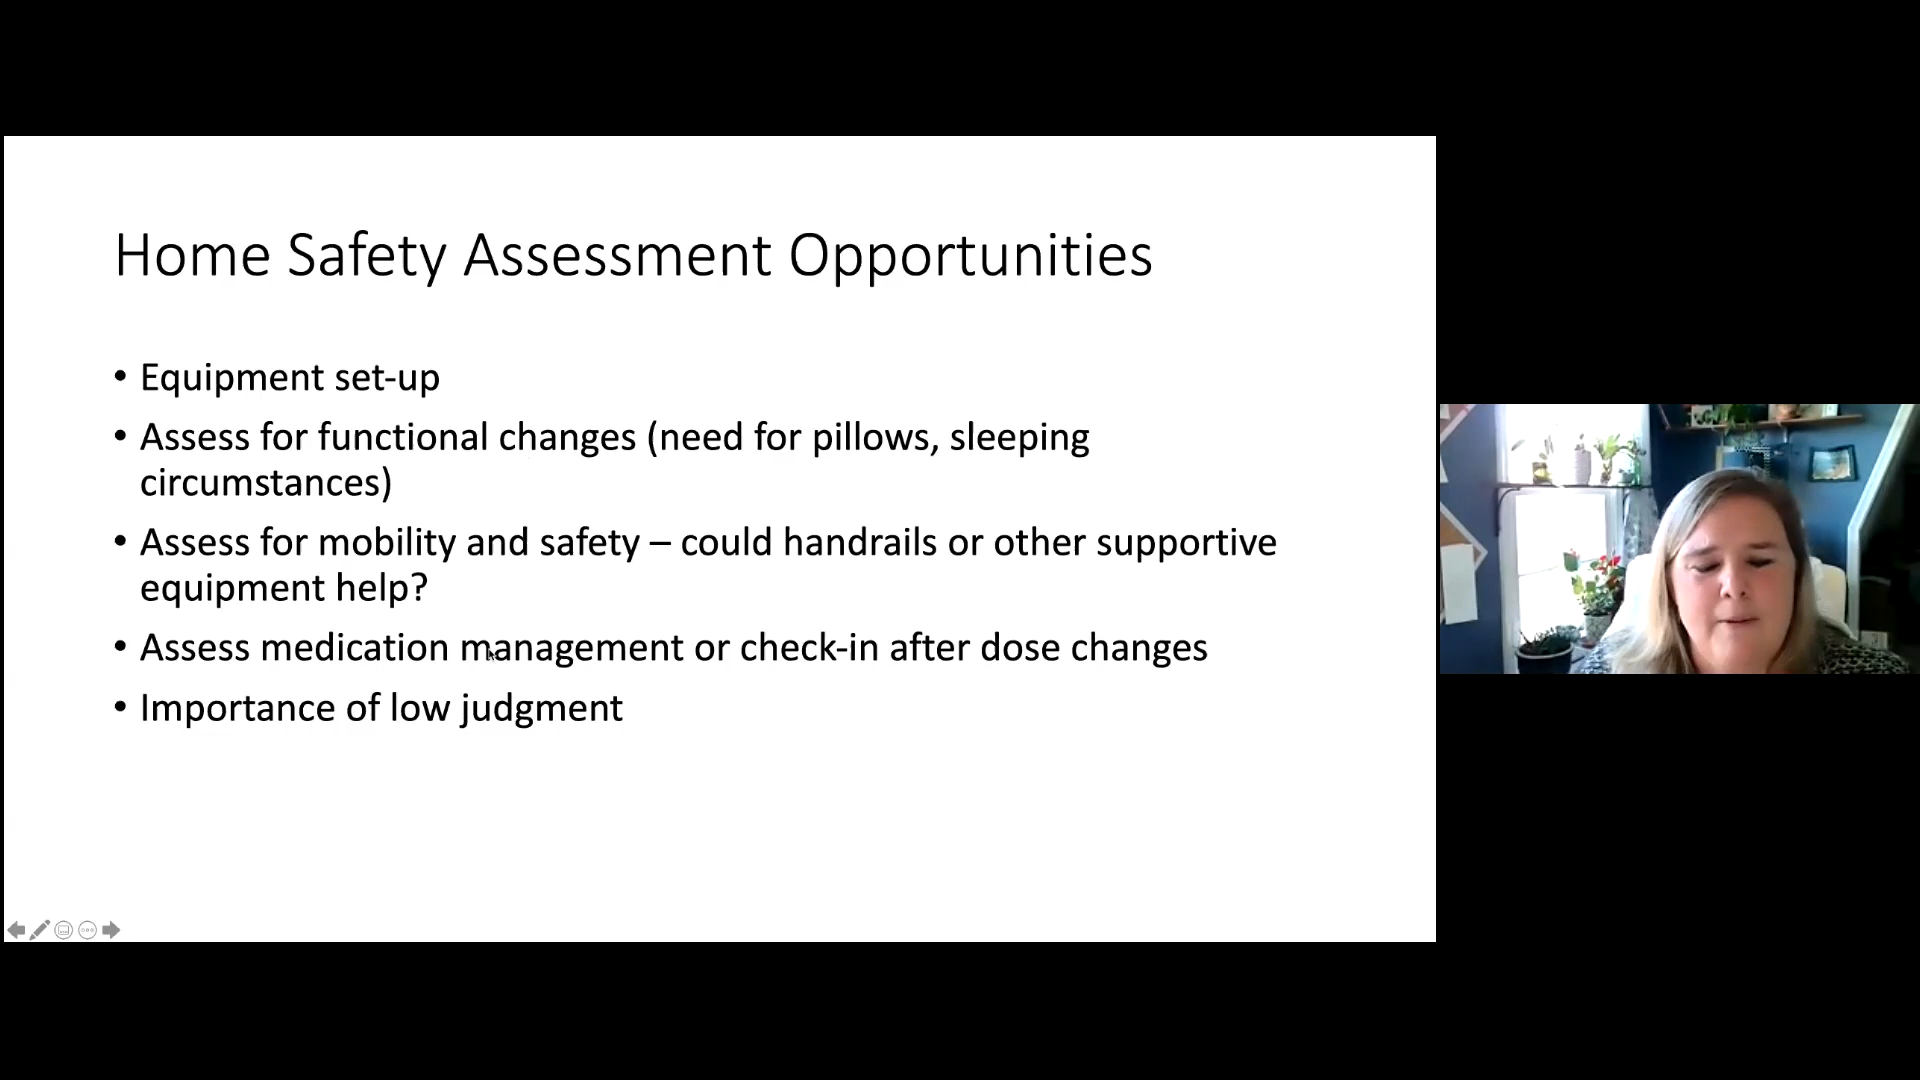 Home Safety Assessment Opportunities
• Equipment set-up
• Assess for functional changes (need for pillows, sleeping
circumstances)
• Assess for mobility and safety – could handrails or other supportive
equipment help?
• Assess medication management or check-in after dose changes
• Importance of low judgment